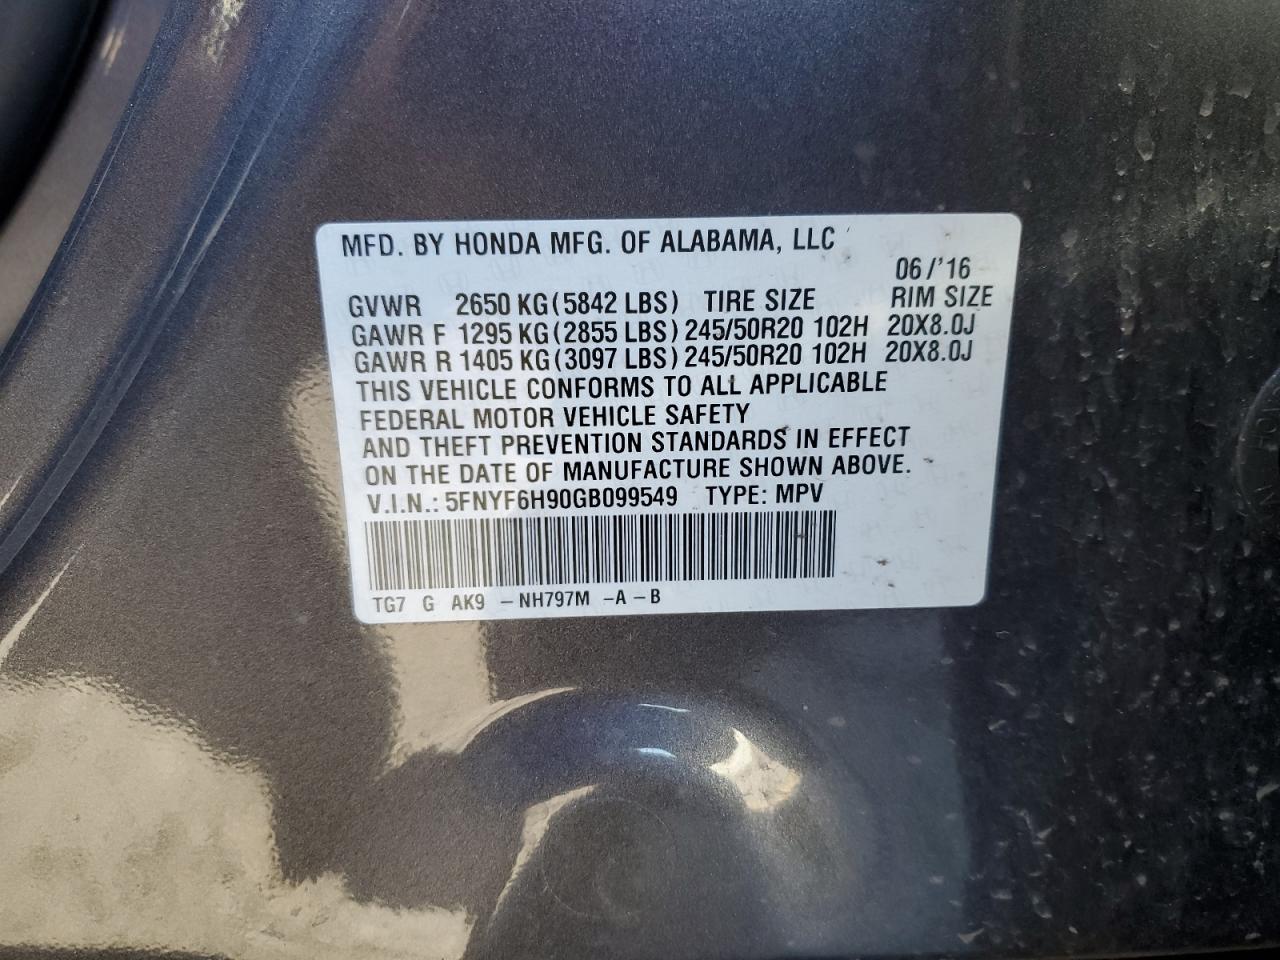 MFD. BY HONDA MFG. OF ALABAMA, LLC
06/'16
GVWR 2650 KG(5842 LBS) TIRE SIZE RIM SIZE
GAWR F 1295 KG(2855 LBS) 245/50R20 102H 20X8.0J
GAWR R 1405 KG(3097 LBS) 245/50R20 102H 20X8.0J
THIS VEHICLE CONFORMS TO ALL APPLICABLE
FEDERAL MOTOR VEHICLE SAFETY
AND THEFT PREVENTION STANDARDS IN EFFECT
ON THE DATE OF MANUFACTURE SHOWN ABOVE.
V.I.N.: 5FNYF6H90GB099549 TYPE: MPV
TG7 G AK9 -NH797M -A -B